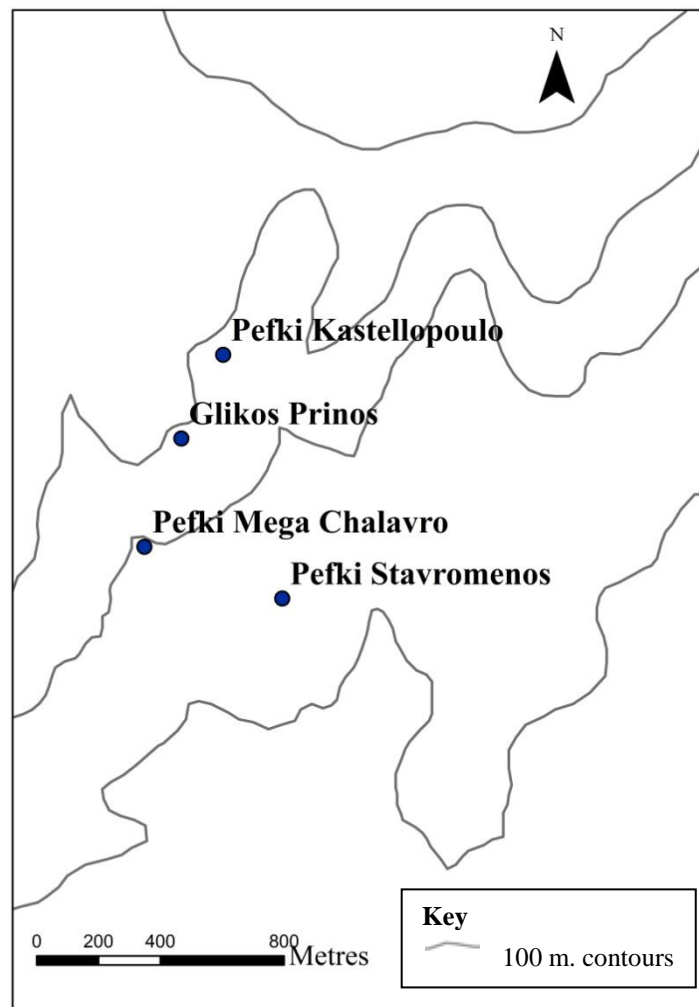 N
Pefki Kastellopoulo
Glikos Prinos
Pefki Mega Chalavro
Pefki Stavromenos
Key
100 m. contours
0 200 400 800 Metres